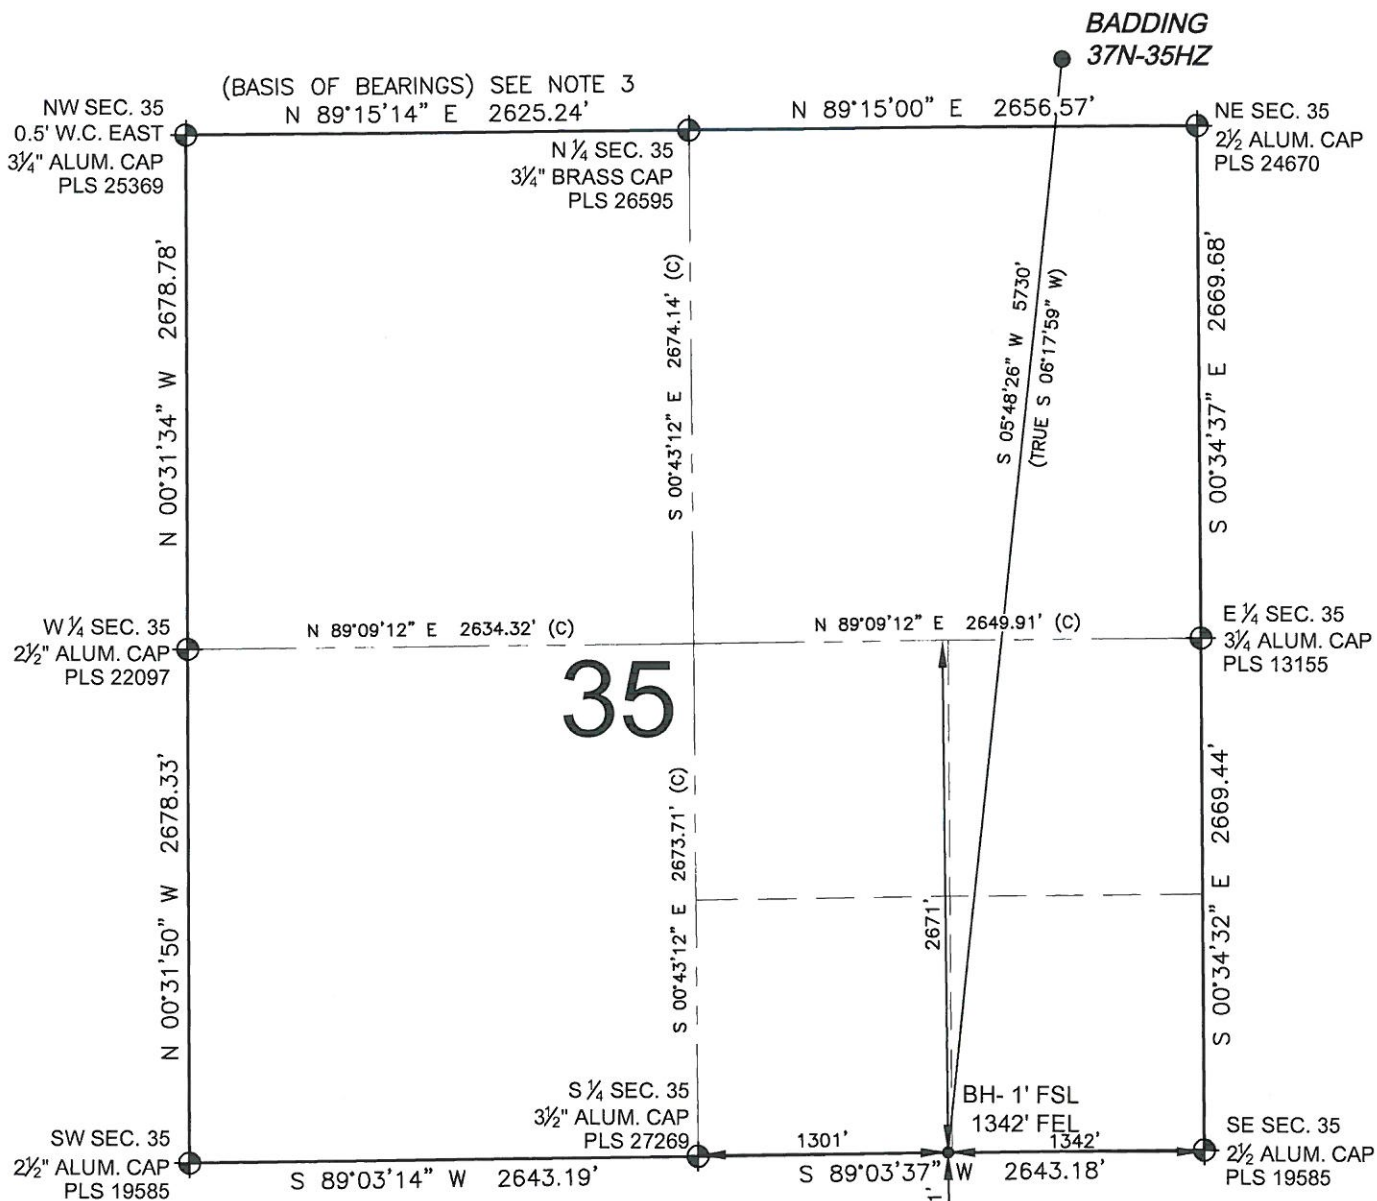 BADDING
37N-35HZ
(BASIS OF BEARINGS) SEE NOTE 3
N 89°15'14" E 2625.24'
N 89°15'00" E 2656.57'
NW SEC. 35
0.5' W.C. EAST
3¼" ALUM. CAP
PLS 25369
N ¼ SEC. 35
3¼" BRASS CAP
PLS 26595
NE SEC. 35
2½ ALUM. CAP
PLS 24670
N 00°31'34" W 2678.78'
S 00°43'12" E 2674.14' (C)
S 05°48'26" W 5730'
(TRUE S 06°17'59" W)
S 00°34'37" E 2669.68'
W ¼ SEC. 35
2½" ALUM. CAP
PLS 22097
N 89°09'12" E 2634.32' (C)
N 89°09'12" E 2649.91' (C)
E ¼ SEC. 35
3¼ ALUM. CAP
PLS 13155
35
N 00°31'50" W 2678.33'
S 00°43'12" E 2673.71' (C)
2671'
S 00°34'32" E 2669.44'
SW SEC. 35
2½" ALUM. CAP
PLS 19585
S ¼ SEC. 35
3½" ALUM. CAP
PLS 27269
BH- 1' FSL
1342' FEL
SE SEC. 35
2½ ALUM. CAP
PLS 19585
1301'
1342'
S 89°03'14" W 2643.19'
S 89°03'37" W 2643.18'
1'